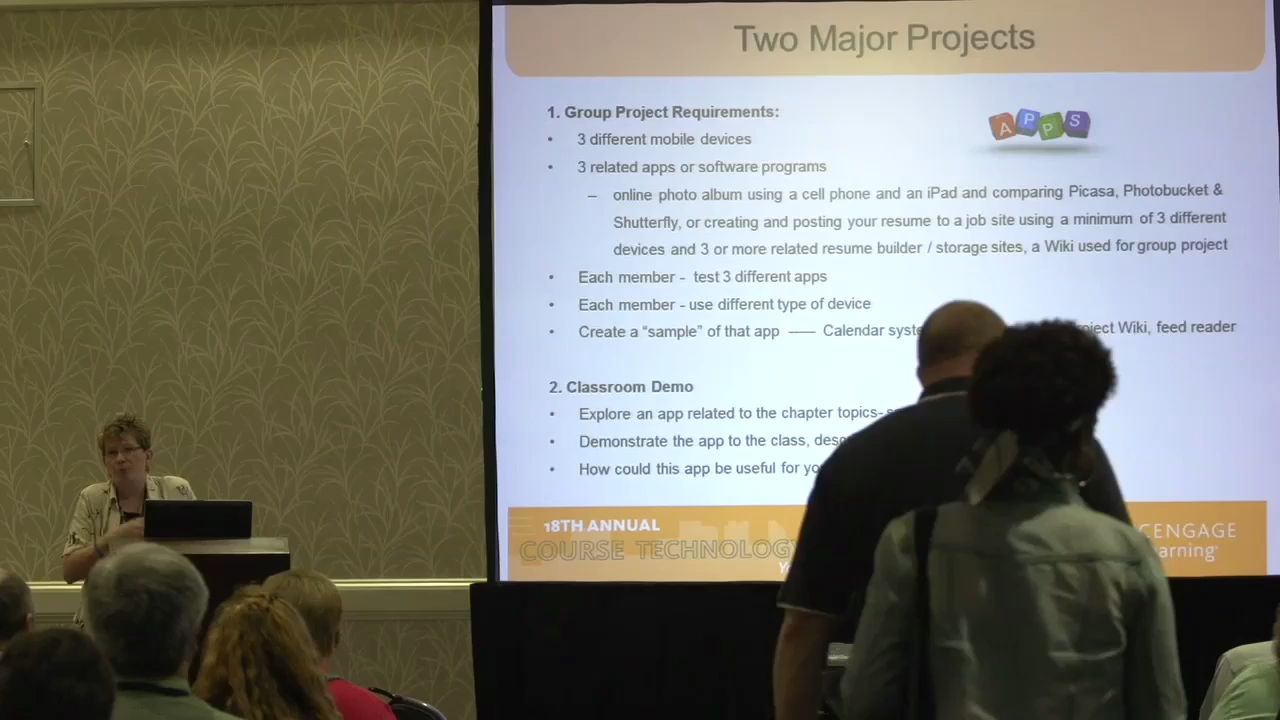 Two Major Projects
1. Group Project Requirements:
APPS
• 3 different mobile devices
• 3 related apps or software programs
– online photo album using a cell phone and an iPad and comparing Picasa, Photobucket &
Shutterfly, or creating and posting your resume to a job site using a minimum of 3 different
devices and 3 or more related resume builder / storage sites, a Wiki used for group project
• Each member - test 3 different apps
• Each member - use different type of device
• Create a “sample” of that app —— Calendar Wiki, feed reader
2. Classroom Demo
• Explore an app related to the chapter topics-
• Demonstrate the app to the class,
• How could this app be useful for
18TH ANNUAL
COURSE TECHNOLOGY
CENGAGE